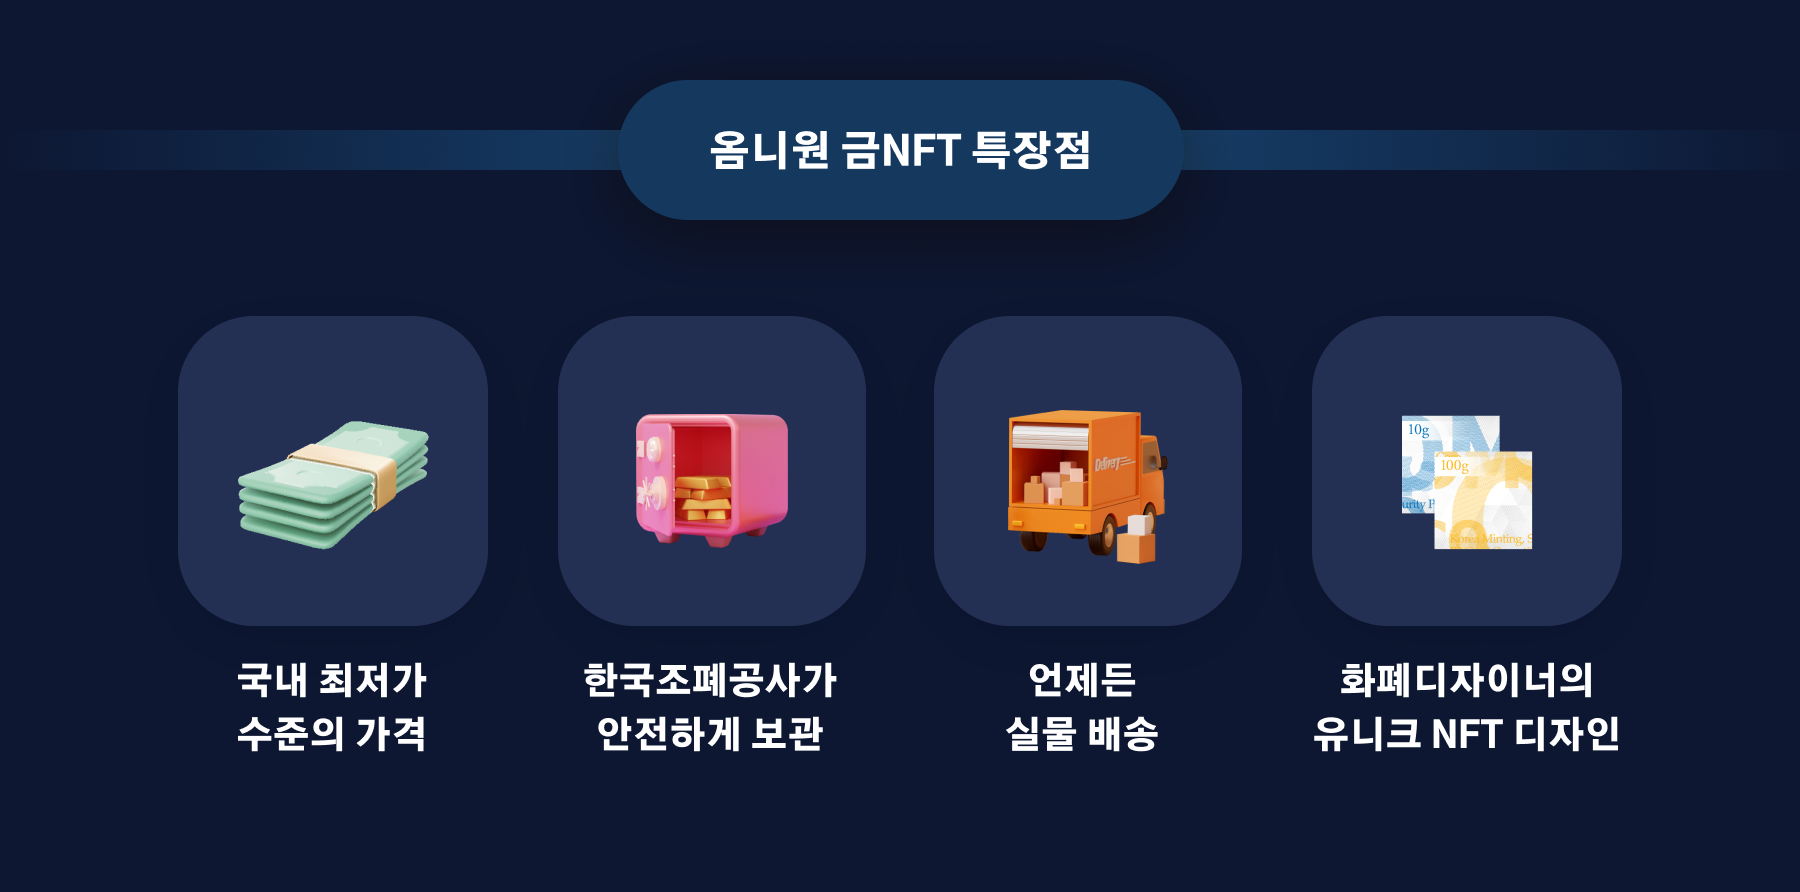 옴니원 금NFT 특장점
Delivery
10g
100g
urity P
Korea Minting, S
국내 최저가
수준의 가격
한국조폐공사가
안전하게 보관
언제든
실물 배송
화폐디자이너의
유니크 NFT 디자인